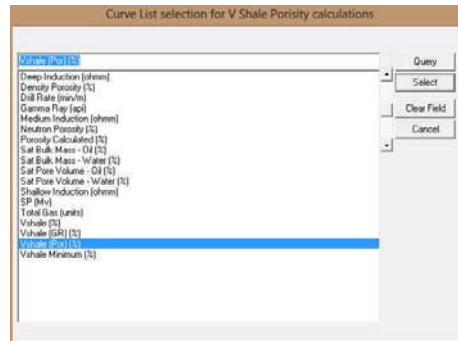 Curve List selection for V Shale Porisity calculations
Vshale (Por) (%)
Query
Select
Clear Field
Cancel
Deep Induction (ohmm)
Density Porosity (%)
Drill Rate (min/m)
Gamma Ray (api)
Medium Induction (ohmm)
Neutron Porosity (%)
Porosity Calculated (%)
Sat Bulk Mass - Oil (%)
Sat Bulk Mass - Water (%)
Sat Pore Volume - Oil (%)
Sat Pore Volume - Water (%)
Shallow Induction (ohmm)
SP (Mv)
Total Gas (units)
Vshale (%)
Vshale (GR) (%)
Vshale (Por) (%)
Vshale Minimum (%)